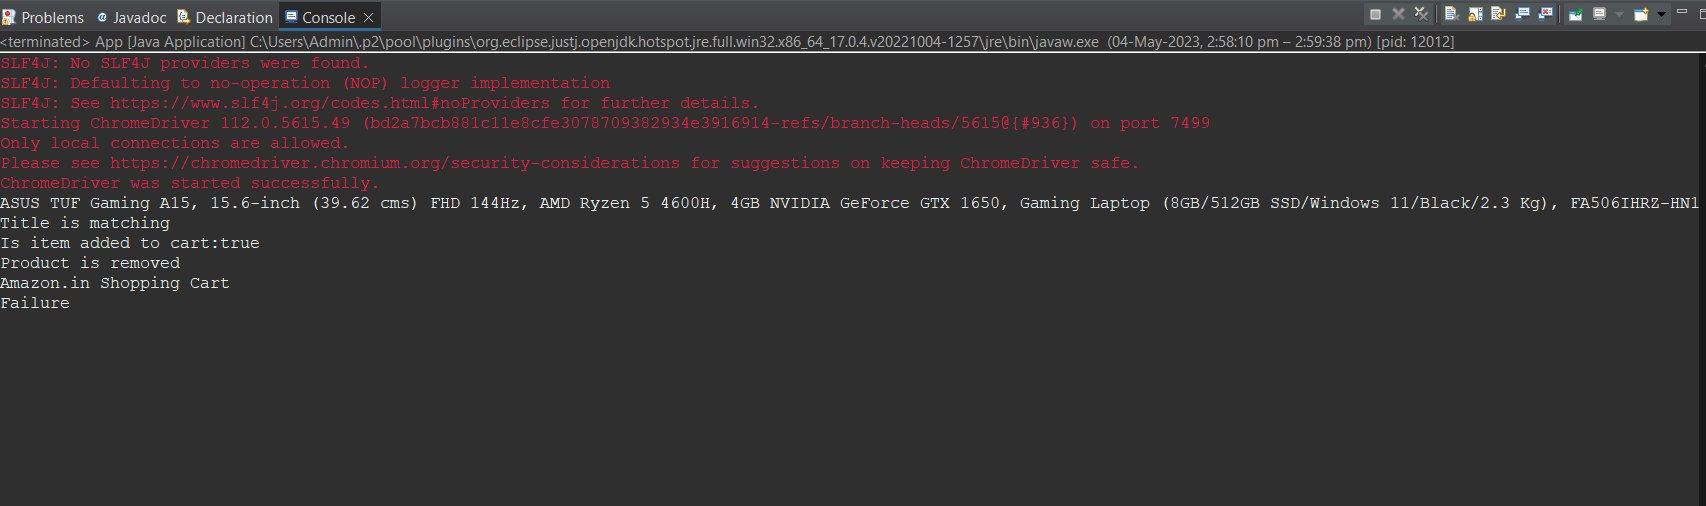 Problems @ Javadoc Declaration Console
<terminated> App [Java Application] C:\Users\Admin\.p2\pool\plugins\org.eclipse.justj.openjdk.hotspot.jre.full.win32.x86_64_17.0.4.v20221004-1257\jre\bin\javaw.exe (04-May-2023, 2:58:10 pm – 2:59:38 pm) [pid: 12012]
SLF4J: No SLF4J providers were found.
SLF4J: Defaulting to no-operation (NOP) logger implementation
SLF4J: See https://www.slf4j.org/codes.html#noProviders for further details.
Starting ChromeDriver 112.0.5615.49 (bd2a7bcb881c11e8cfe3078709382934e3916914-refs/branch-heads/5615@{#936}) on port 7499
Only local connections are allowed.
Please see https://chromedriver.chromium.org/security-considerations for suggestions on keeping ChromeDriver safe.
ChromeDriver was started successfully.
ASUS TUF Gaming A15, 15.6-inch (39.62 cms) FHD 144Hz, AMD Ryzen 5 4600H, 4GB NVIDIA GeForce GTX 1650, Gaming Laptop (8GB/512GB SSD/Windows 11/Black/2.3 Kg), FA506IHRZ-HN1
Title is matching
Is item added to cart:true
Product is removed
Amazon.in Shopping Cart
Failure